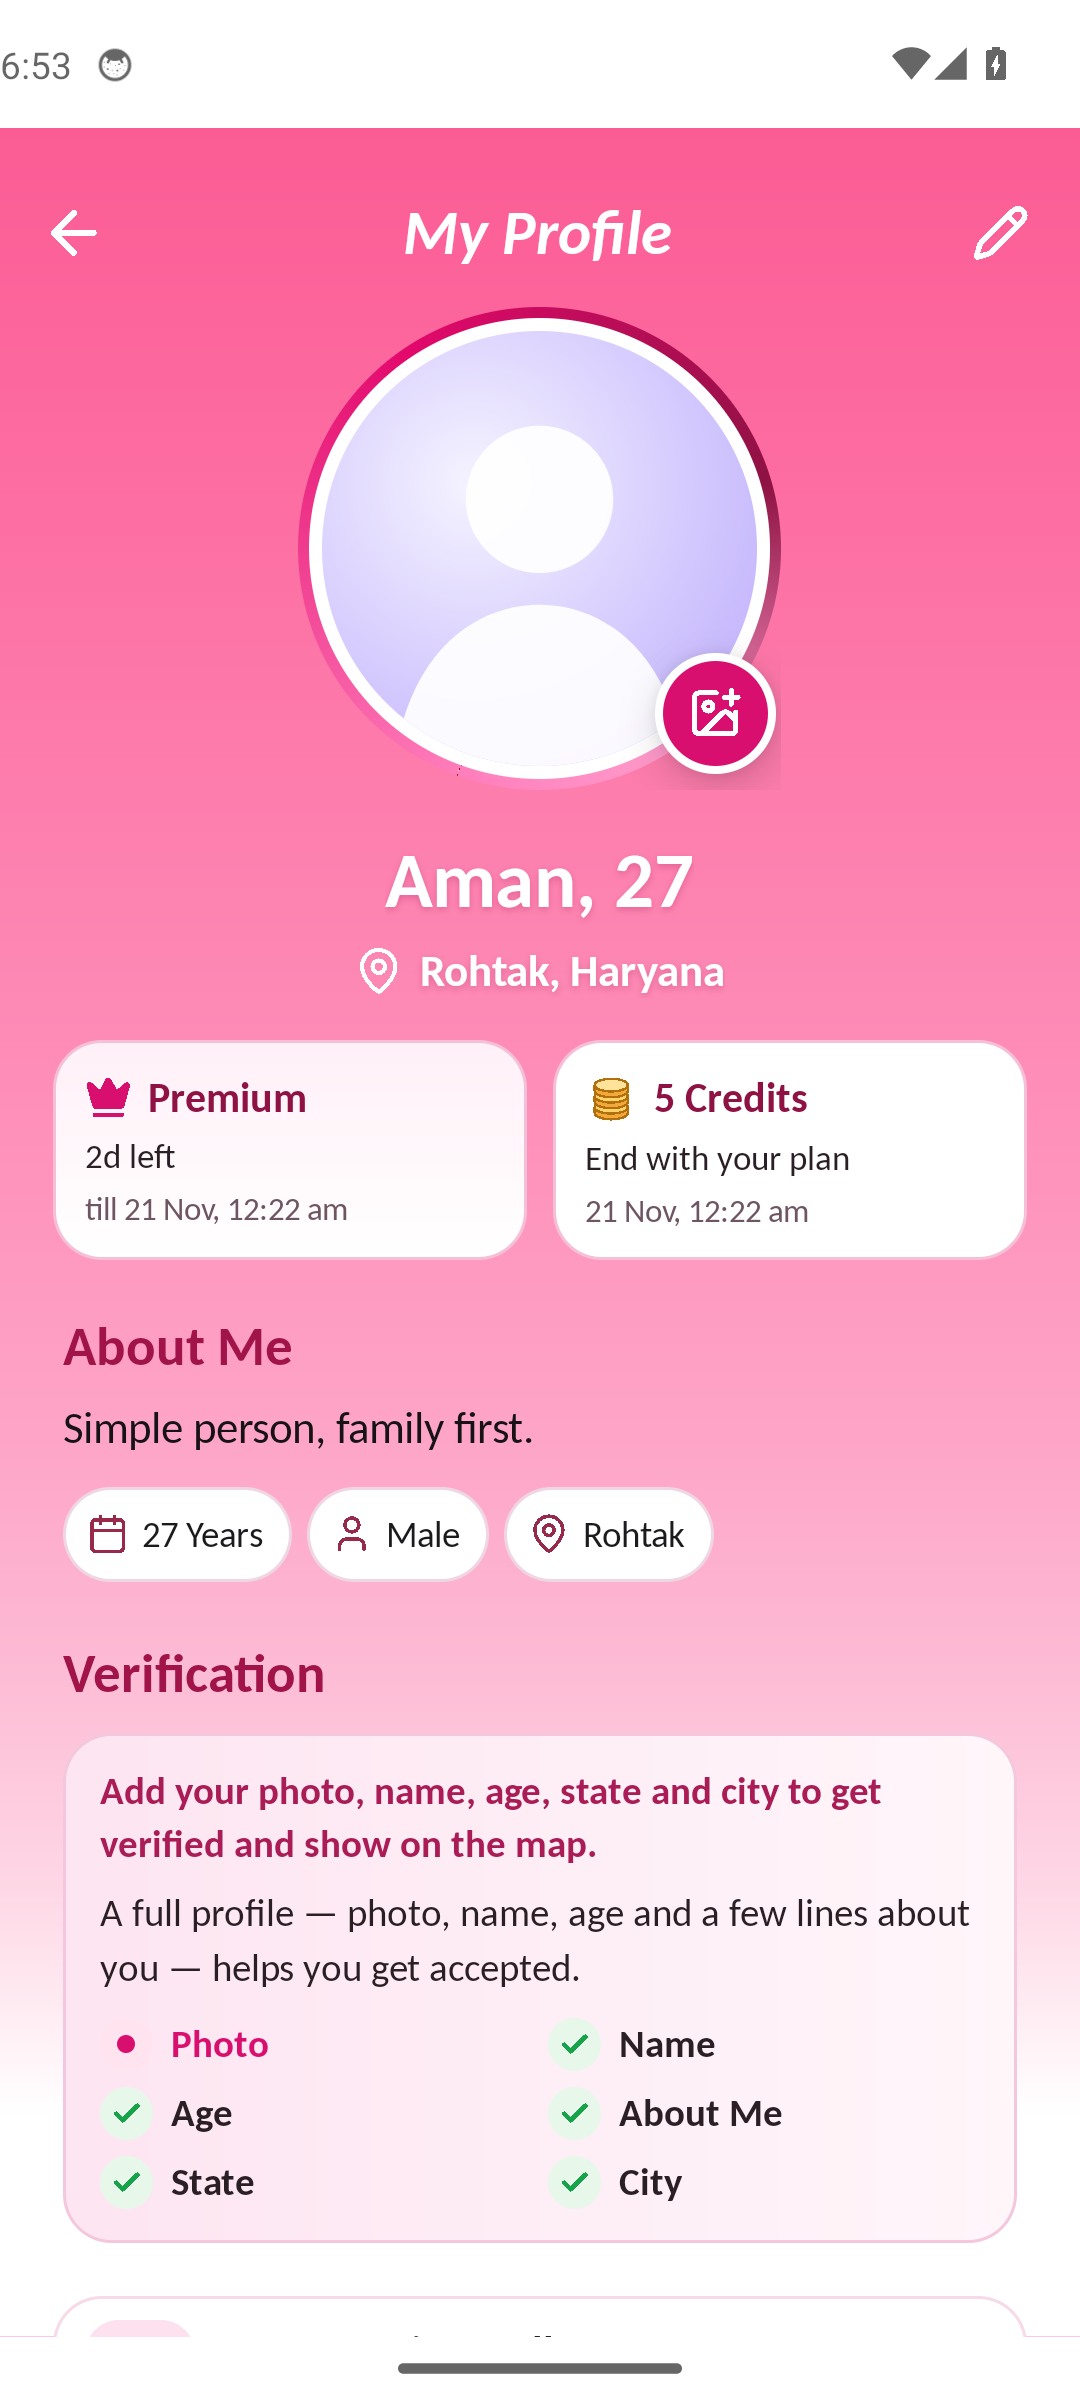 6:53
My Profile
Aman, 27
Rohtak, Haryana
Premium
2d left
till 21 Nov, 12:22 am
5 Credits
End with your plan
21 Nov, 12:22 am
About Me
Simple person, family first.
27 Years
Male
Rohtak
Verification
Add your photo, name, age, state and city to get
verified and show on the map.
A full profile — photo, name, age and a few lines about
you — helps you get accepted.
Photo
Name
Age
About Me
State
City